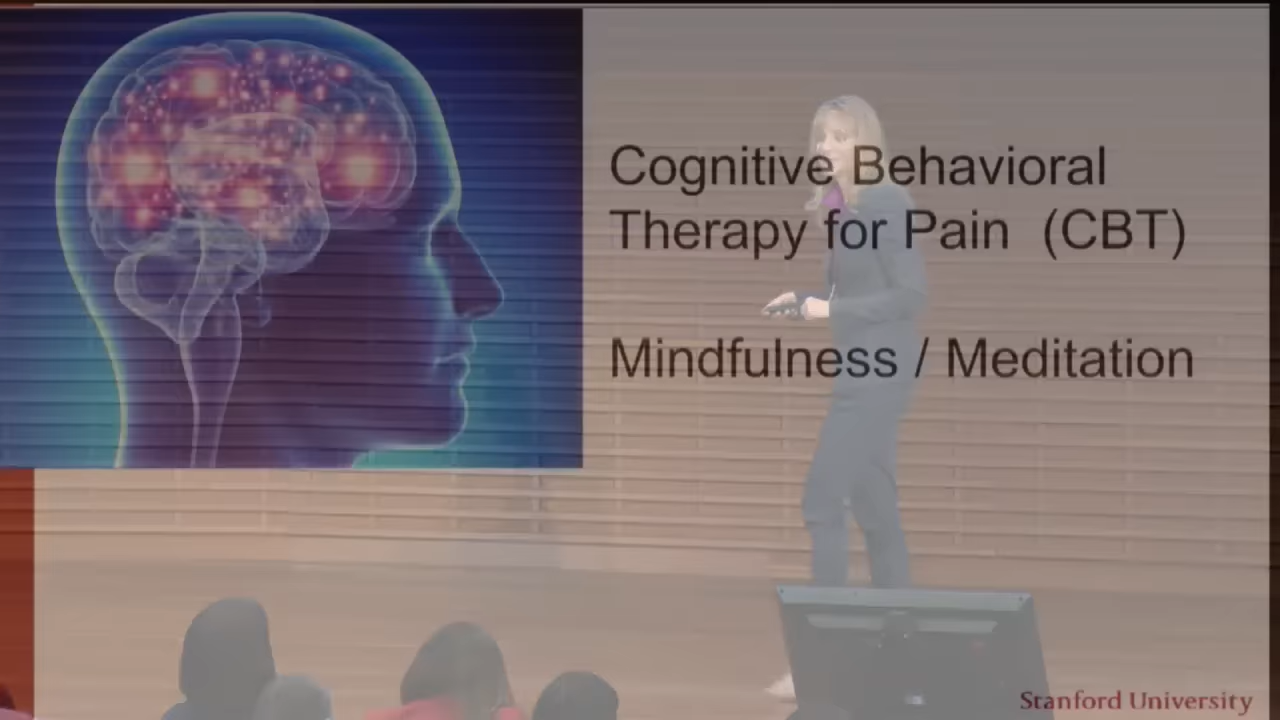 Cognitive Behavioral
Therapy for Pain (CBT)
Mindfulness / Meditation
Stanford University